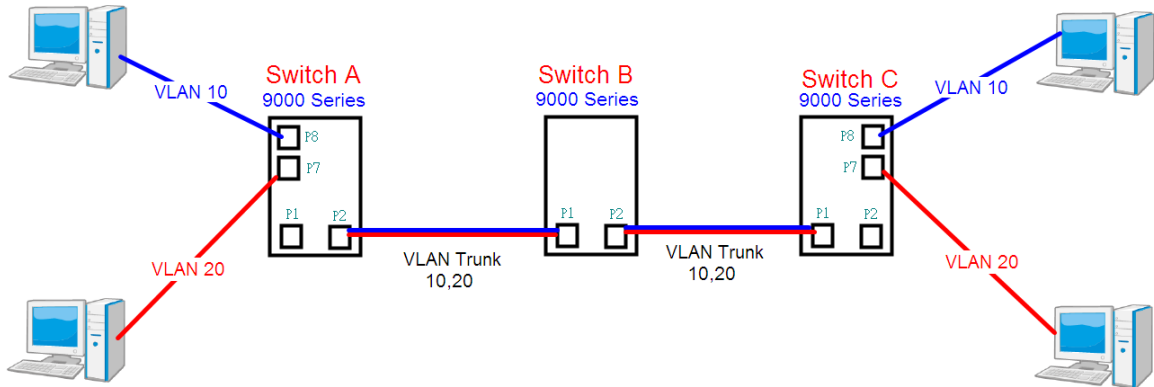 Switch A
9000 Series
Switch B
9000 Series
Switch C
9000 Series
VLAN 10
VLAN 10
P8
P7
P8
P7
P1
P2
P1
P2
P1
P2
VLAN 20
VLAN Trunk
10,20
VLAN Trunk
10,20
VLAN 20